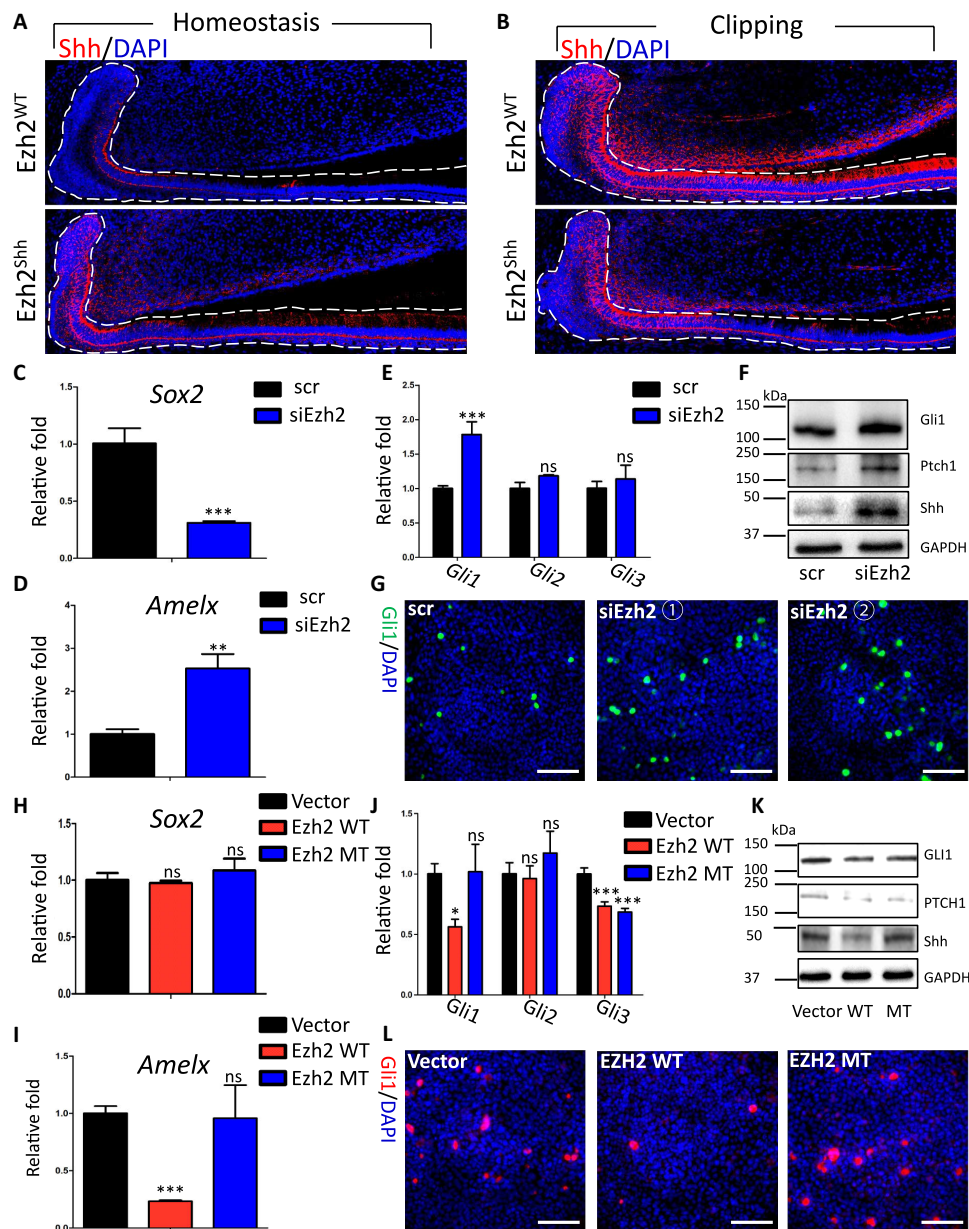 A
Homeostasis
Shh/DAPI
Ezh2WT
Ezh2Shh
B
Clipping
Shh/DAPI
Ezh2WT
Ezh2Shh
C
Sox2
scr
siEzh2
Relative fold
1.5
1.0
0.5
0.0
***
D
Amelx
scr
siEzh2
Relative fold
4
3
2
1
0
**
E
scr
siEzh2
Relative fold
2.5
2.0
1.5
1.0
0.5
0.0
***
ns
ns
Gli1
Gli2
Gli3
F
kDa
150
100
250
150
50
37
Gli1
Ptch1
Shh
GAPDH
scr
siEzh2
G
Gli1/DAPI
scr
siEzh2 ①
siEzh2 ②
H
Sox2
Vector
Ezh2 WT
Ezh2 MT
Relative fold
1.5
1.0
0.5
0.0
ns
ns
I
Amelx
Vector
Ezh2 WT
Ezh2 MT
Relative fold
1.5
1.0
0.5
0.0
***
ns
J
Vector
Ezh2 WT
Ezh2 MT
Relative fold
1.5
1.0
0.5
0.0
*
ns
ns
ns
***
***
Gli1
Gli2
Gli3
K
kDa
150
100
250
150
50
37
GLI1
PTCH1
Shh
GAPDH
Vector WT MT
L
Gli1/DAPI
Vector
EZH2 WT
EZH2 MT